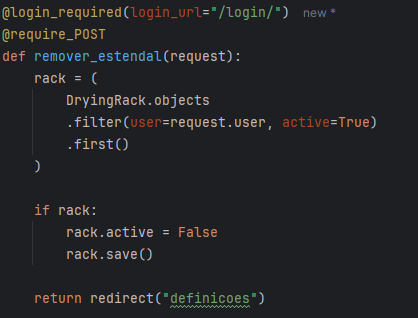 @login_required(login_url="/login/") new *
@require_POST
def remover_estendal(request):
    rack = (
        DryingRack.objects
        .filter(user=request.user, active=True)
        .first()
    )

    if rack:
        rack.active = False
        rack.save()

    return redirect("definicoes")